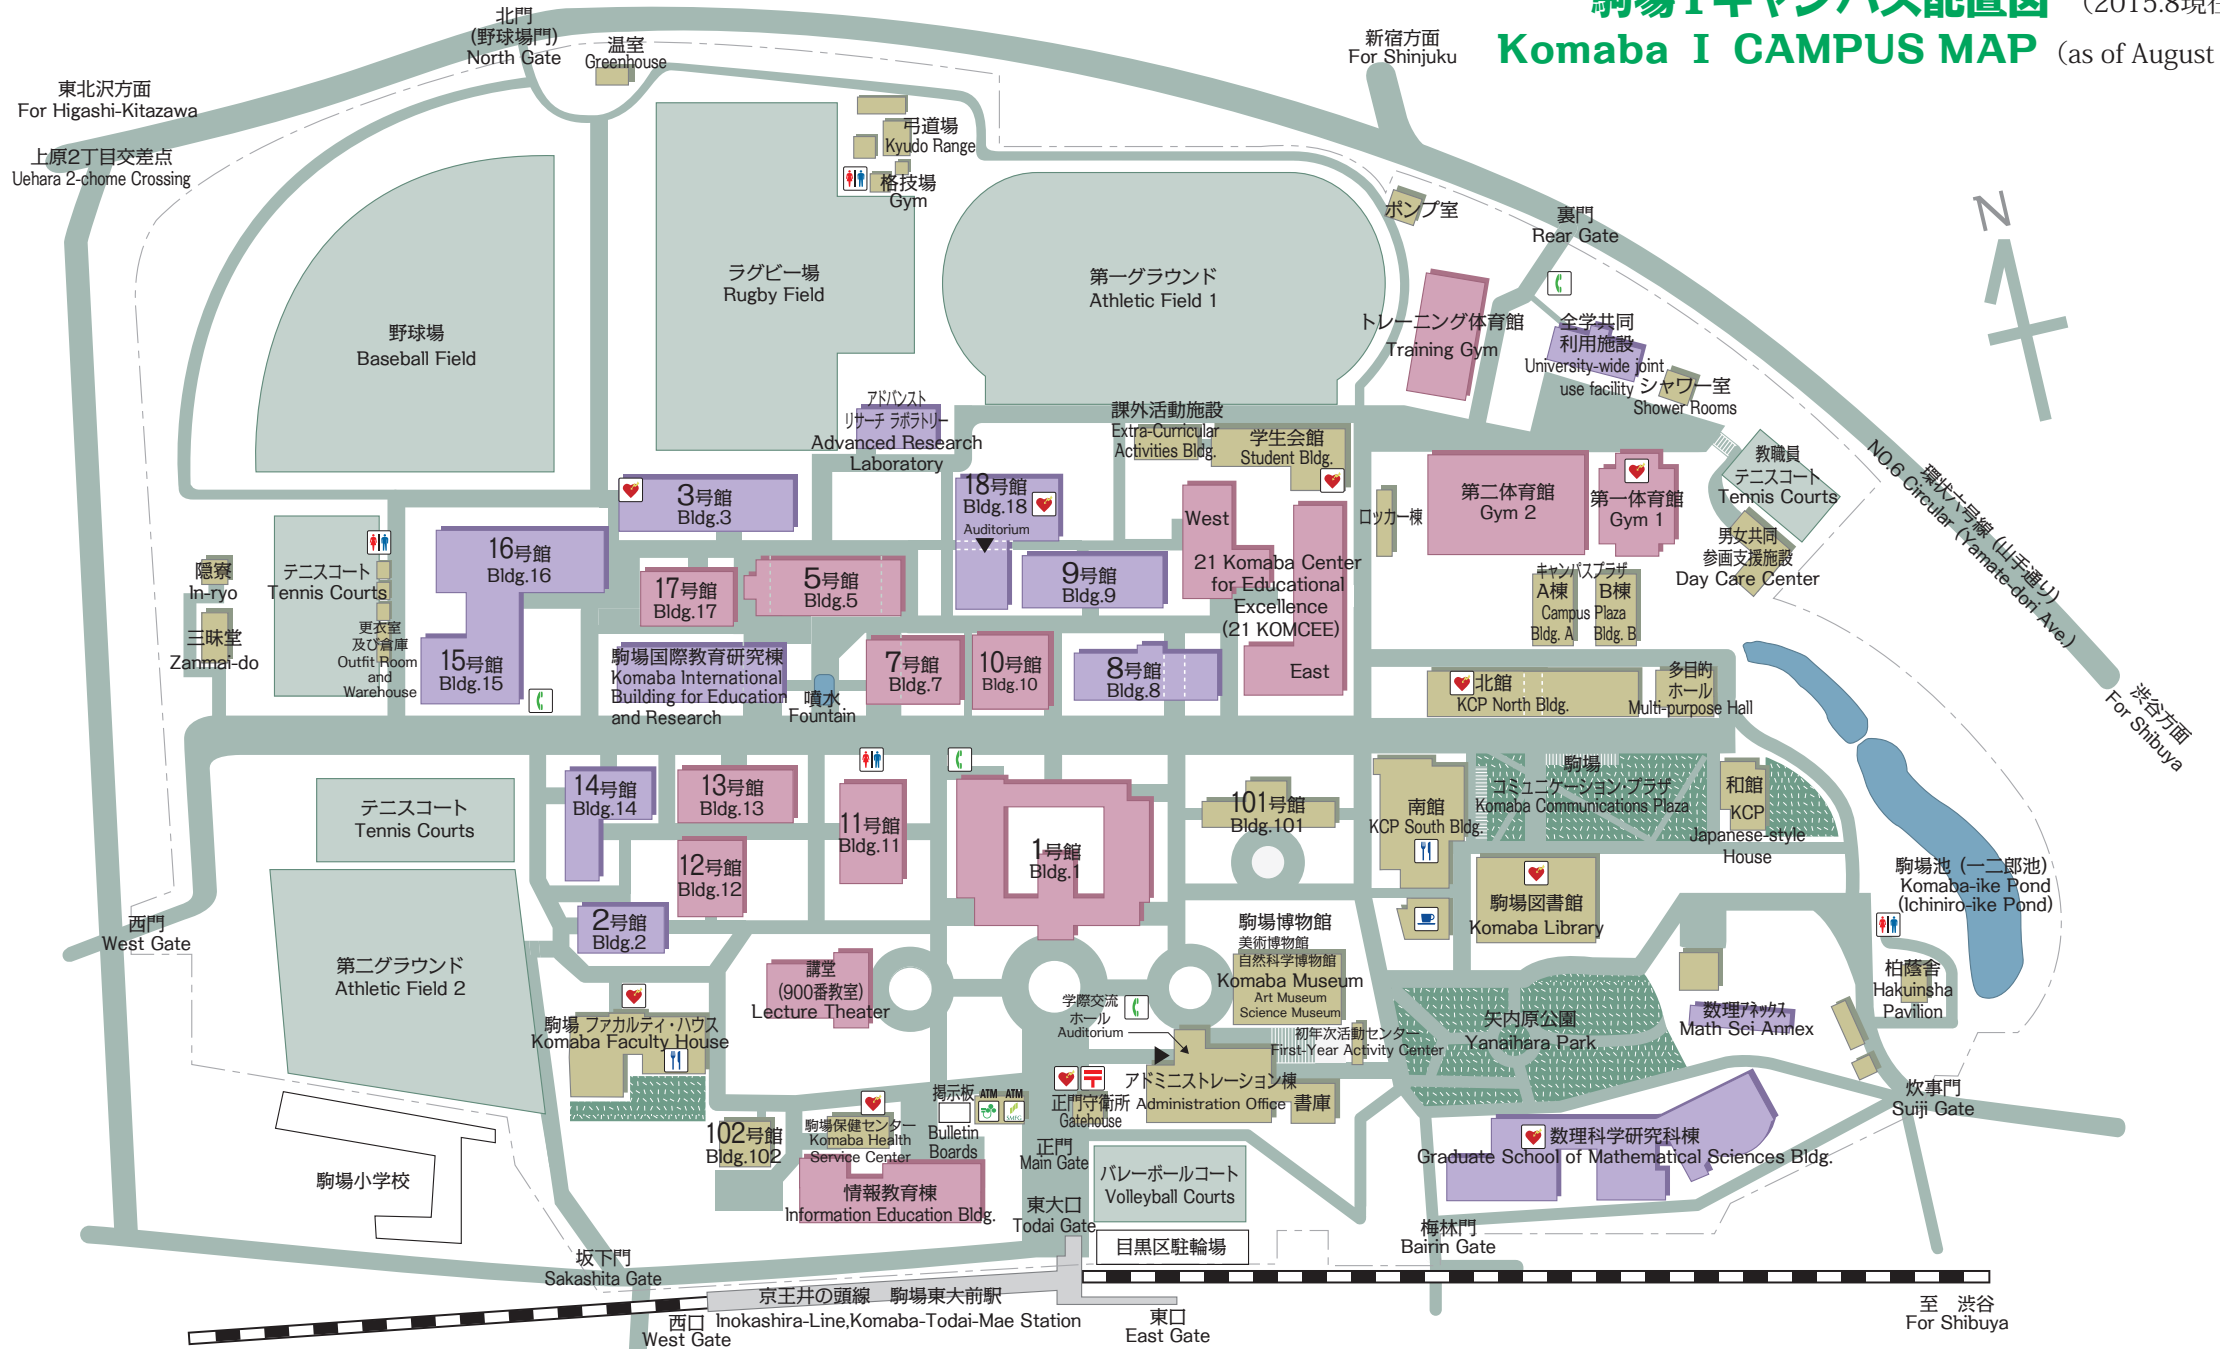 駒場Ⅰキャンパス配置図 (2015.8現在
Komaba Ⅰ CAMPUS MAP (as of August
北門
(野球場門)
North Gate
温室
Greenhouse
新宿方面
For Shinjuku
東北沢方面
For Higashi-Kitazawa
上原2丁目交差点
Uehara 2-chome Crossing
弓道場
Kyudo Range
格技場
Gym
N
ポンプ室
裏門
Rear Gate
ラグビー場
Rugby Field
第一グラウンド
Athletic Field 1
野球場
Baseball Field
トレーニング体育館
Training Gym
全学共同
利用施設
University-wide joint
use facility
シャワー室
Shower Rooms
アドバンスト
リサーチ ラボラトリー
Advanced Research
Laboratory
課外活動施設
Extra-Curricular
Activities Bldg.
学生会館
Student Bldg.
教職員
テニスコート
Tennis Courts
環状六号線 (山手通り)
NO.6 Circular (Yamate-dori Ave.)
3号館
Bldg.3
18号館
Bldg.18
Auditorium
West
21 Komaba Center
for Educational
Excellence
(21 KOMCEE)
East
ロッカー棟
第二体育館
Gym 2
第一体育館
Gym 1
男女共同
参画支援施設
Day Care Center
隠寮
In-ryo
テニスコート
Tennis Courts
16号館
Bldg.16
17号館
Bldg.17
5号館
Bldg.5
9号館
Bldg.9
キャンパスプラザ
A棟
B棟
Campus Plaza
Bldg. A
Bldg. B
三昧堂
Zanmai-do
更衣室
及び倉庫
Outfit Room
and
Warehouse
15号館
Bldg.15
駒場国際教育研究棟
Komaba International
Building for Education
and Research
噴水
Fountain
7号館
Bldg.7
10号館
Bldg.10
8号館
Bldg.8
北館
KCP North Bldg.
多目的
ホール
Multi-purpose Hall
渋谷方面
For Shibuya
テニスコート
Tennis Courts
14号館
Bldg.14
13号館
Bldg.13
12号館
Bldg.12
11号館
Bldg.11
1号館
Bldg.1
101号館
Bldg.101
南館
KCP South Bldg.
駒場
コミュニケーション・プラザ
Komaba Communications Plaza
和館
KCP
Japanese-style
House
駒場図書館
Komaba Library
駒場池 (一二郎池)
Komaba-ike Pond
(Ichiniro-ike Pond)
西門
West Gate
2号館
Bldg.2
第二グラウンド
Athletic Field 2
講堂
(900番教室)
Lecture Theater
駒場博物館
美術博物館
自然科学博物館
Komaba Museum
Art Museum
Science Museum
学際交流
ホール
Auditorium
初年次活動センター
First-Year Activity Center
矢内原公園
Yanaihara Park
数理アネックス
Math Sci Annex
柏蔭舎
Hakuinsha
Pavilion
駒場 ファカルティ・ハウス
Komaba Faculty House
アドミニストレーション棟
Administration Office
書庫
正門守衛所
Gatehouse
掲示板
Bulletin
Boards
ATM
ATM
SMFG
102号館
Bldg.102
駒場保健センター
Komaba Health
Service Center
正門
Main Gate
炊事門
Suiji Gate
数理科学研究科棟
Graduate School of Mathematical Sciences Bldg.
駒場小学校
情報教育棟
Information Education Bldg.
東大口
Todai Gate
バレーボールコート
Volleyball Courts
目黒区駐輪場
梅林門
Bairin Gate
坂下門
Sakashita Gate
京王井の頭線 駒場東大前駅
Inokashira-Line,Komaba-Todai-Mae Station
西口
West Gate
東口
East Gate
至 渋谷
For Shibuya